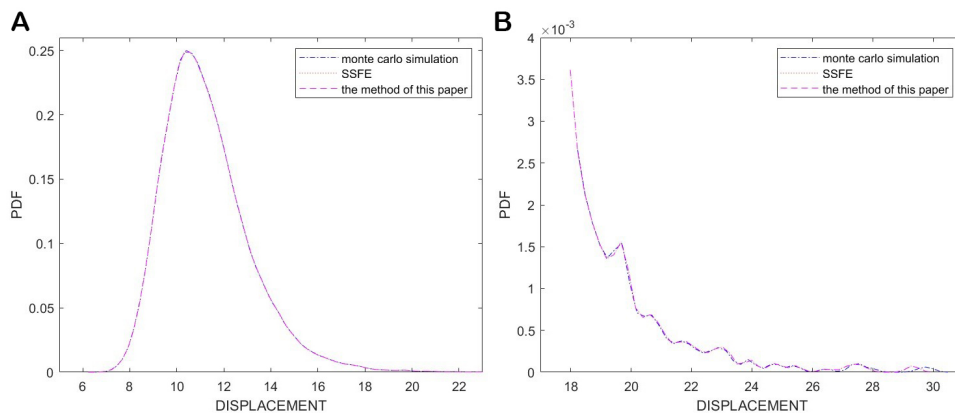 A
0.25
0.2
0.15
0.1
0.05
0
PDF
6 8 10 12 14 16 18 20 22
DISPLACEMENT
monte carlo simulation
SSFE
the method of this paper
B
4 × 10⁻³
3.5
3
2.5
2
1.5
1
0.5
0
PDF
18 20 22 24 26 28 30
DISPLACEMENT
monte carlo simulation
SSFE
the method of this paper